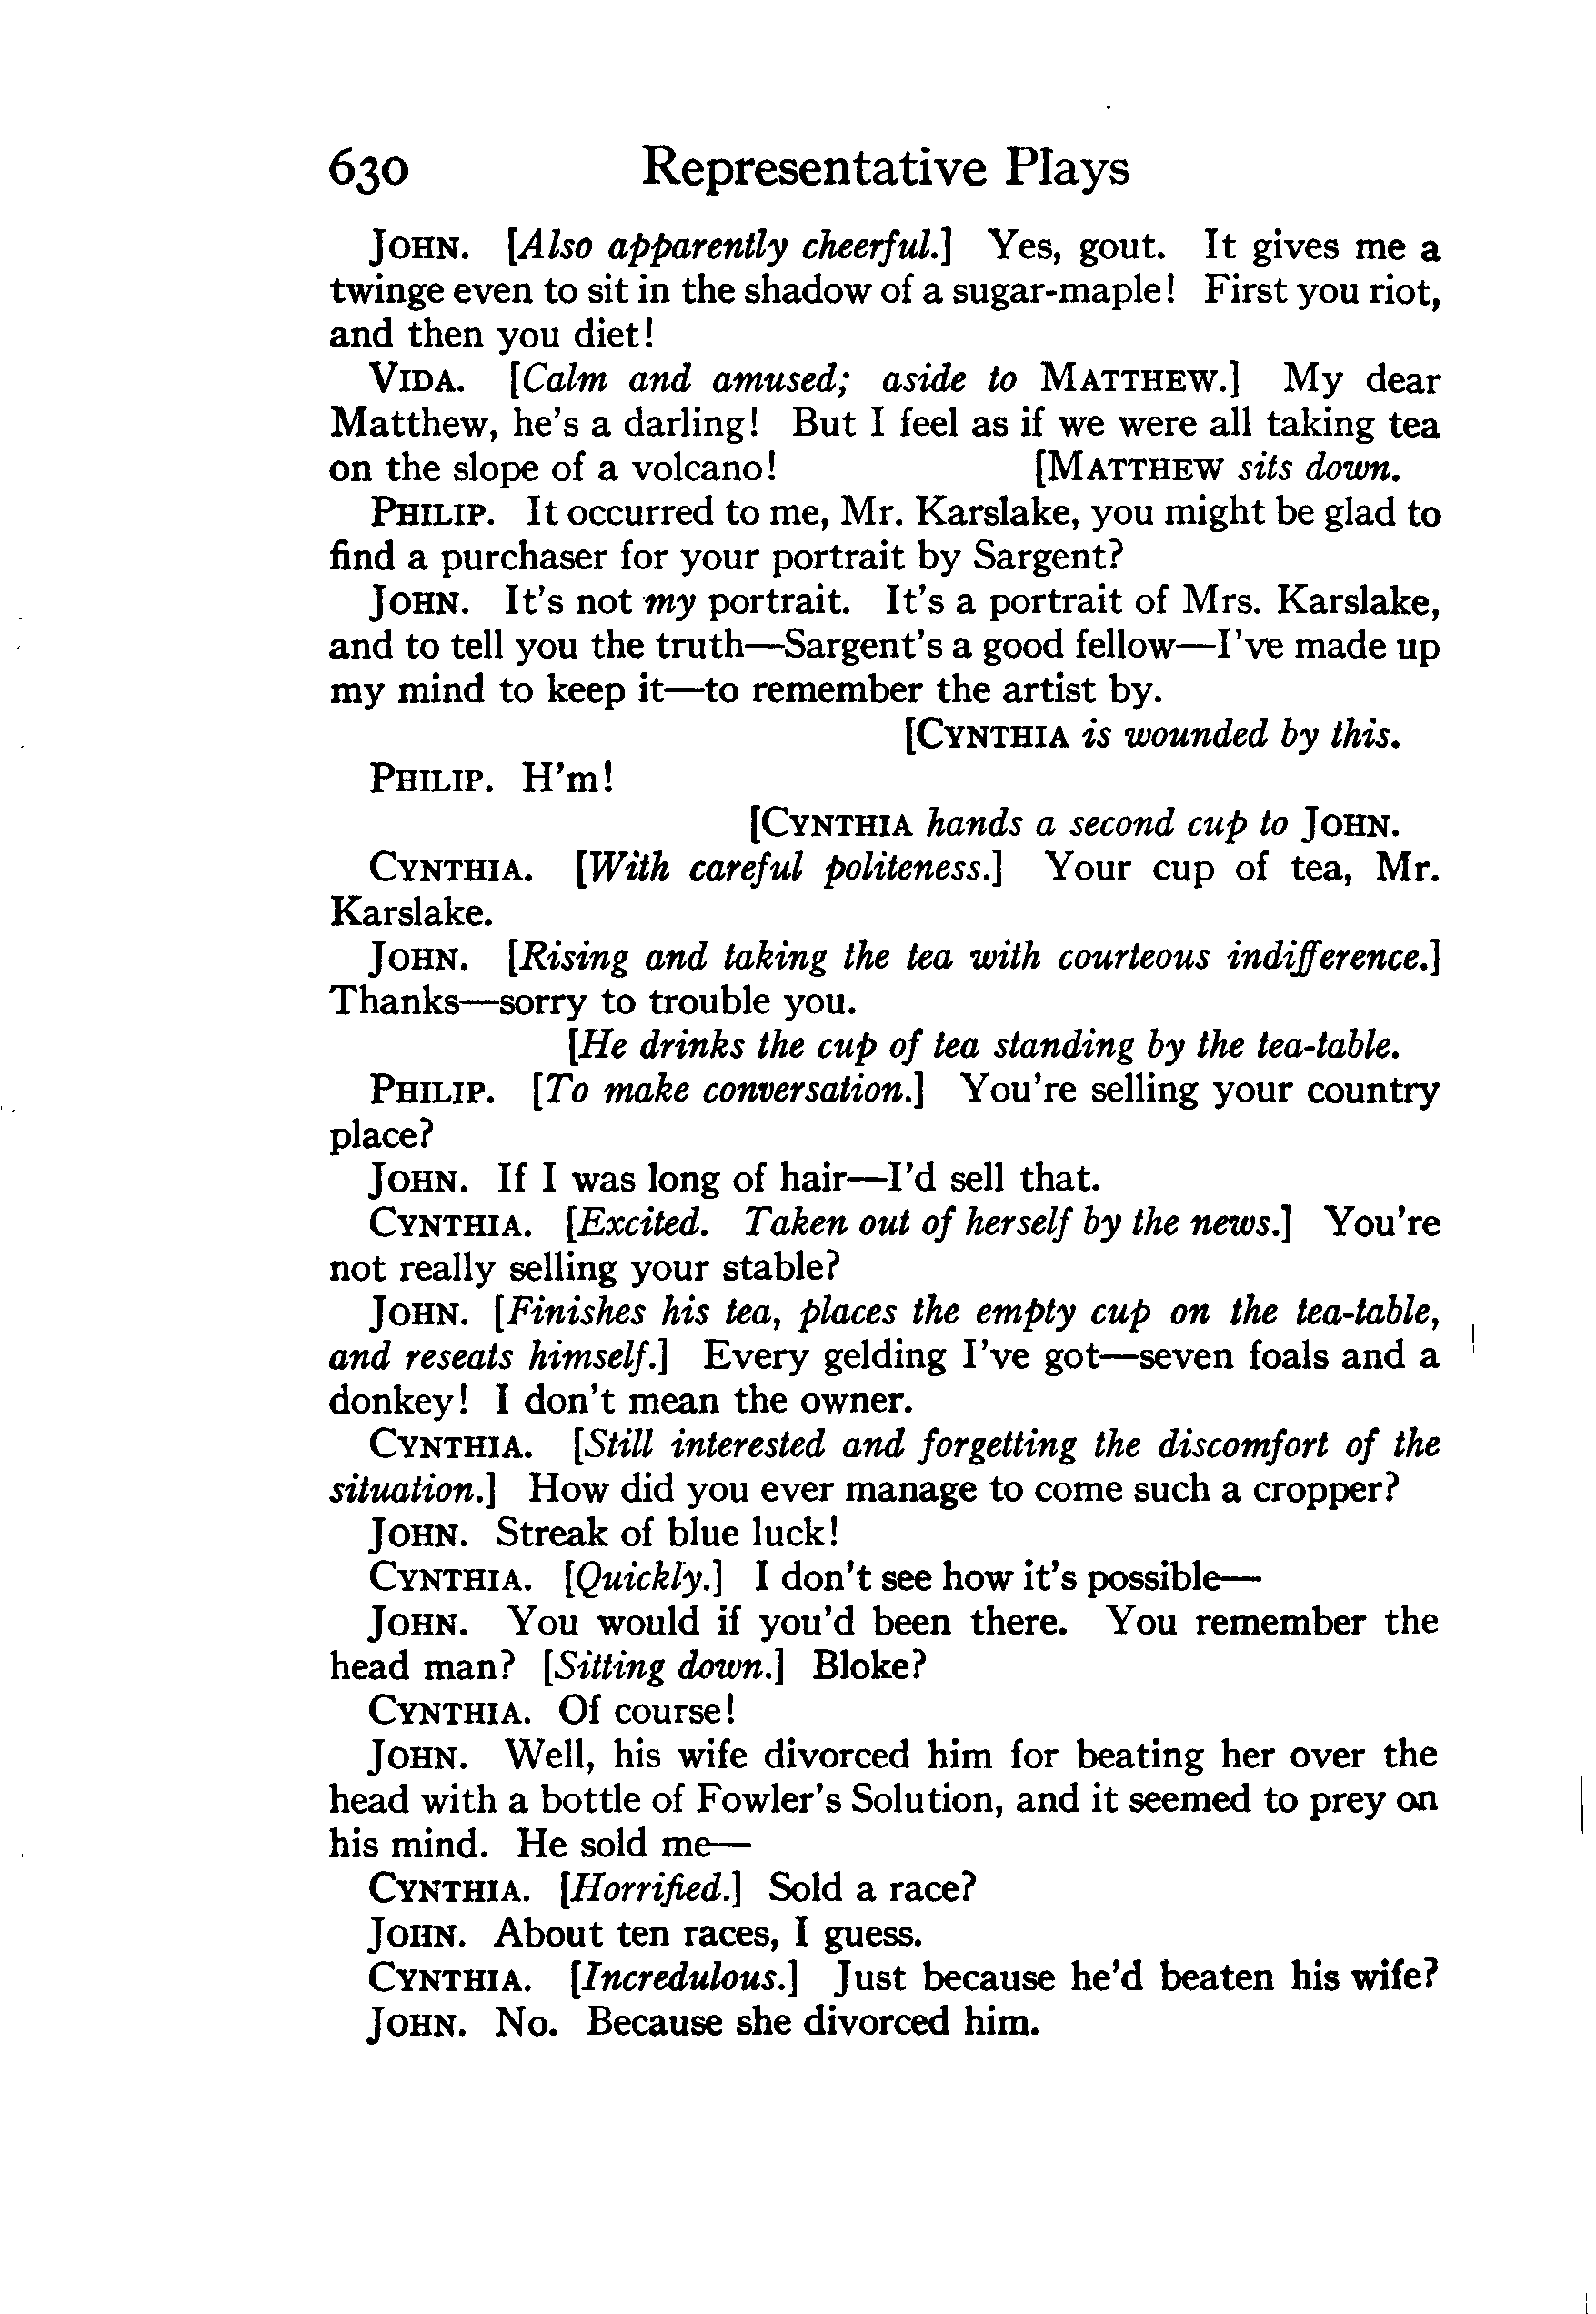 630 Representative Plays
JOHN. [Also apparently cheerful.] Yes, gout. It gives me a
twinge even to sit in the shadow of a sugar-maple! First you riot,
and then you diet!
VIDA. [Calm and amused; aside to MATTHEW.] My dear
Matthew, he's a darling! But I feel as if we were all taking tea
on the slope of a volcano! [MATTHEW sits down.
PHILIP. It occurred to me, Mr. Karslake, you might be glad to
find a purchaser for your portrait by Sargent?
JOHN. It's not my portrait. It's a portrait of Mrs. Karslake,
and to tell you the truth—Sargent's a good fellow—I've made up
my mind to keep it—to remember the artist by.
[CYNTHIA is wounded by this.
PHILIP. H'm!
[CYNTHIA hands a second cup to JOHN.
CYNTHIA. [With careful politeness.] Your cup of tea, Mr.
Karslake.
JOHN. [Rising and taking the tea with courteous indifference.]
Thanks—sorry to trouble you.
[He drinks the cup of tea standing by the tea-table.
PHILIP. [To make conversation.] You're selling your country
place?
JOHN. If I was long of hair—I'd sell that.
CYNTHIA. [Excited. Taken out of herself by the news.] You're
not really selling your stable?
JOHN. [Finishes his tea, places the empty cup on the tea-table,
and reseats himself.] Every gelding I've got—seven foals and a
donkey! I don't mean the owner.
CYNTHIA. [Still interested and forgetting the discomfort of the
situation.] How did you ever manage to come such a cropper?
JOHN. Streak of blue luck!
CYNTHIA. [Quickly.] I don't see how it's possible—
JOHN. You would if you'd been there. You remember the
head man? [Sitting down.] Bloke?
CYNTHIA. Of course!
JOHN. Well, his wife divorced him for beating her over the
head with a bottle of Fowler's Solution, and it seemed to prey on
his mind. He sold me—
CYNTHIA. [Horrified.] Sold a race?
JOHN. About ten races, I guess.
CYNTHIA. [Incredulous.] Just because he'd beaten his wife?
JOHN. No. Because she divorced him.